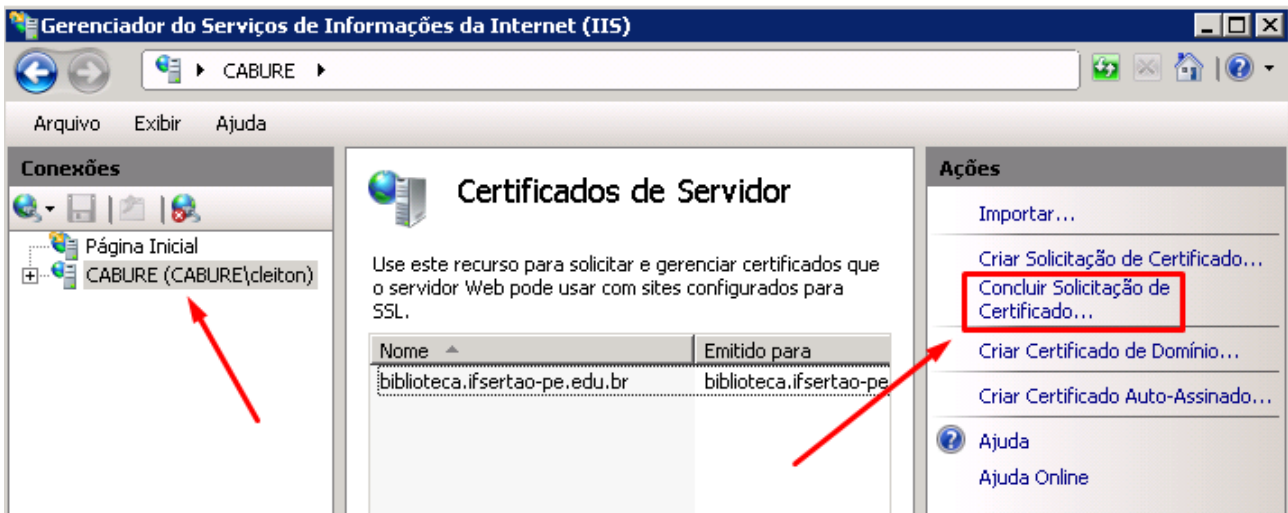 Gerenciador do Serviços de Informações da Internet (IIS)
CABURE
Arquivo Exibir Ajuda
Conexões
Página Inicial
CABURE (CABURE\cleiton)
Certificados de Servidor
Use este recurso para solicitar e gerenciar certificados que
o servidor Web pode usar com sites configurados para
SSL.
Nome Emitido para
biblioteca.ifsertao-pe.edu.br biblioteca.ifsertao-pe
Ações
Importar...
Criar Solicitação de Certificado...
Concluir Solicitação de
Certificado...
Criar Certificado de Domínio...
Criar Certificado Auto-Assinado...
Ajuda
Ajuda Online